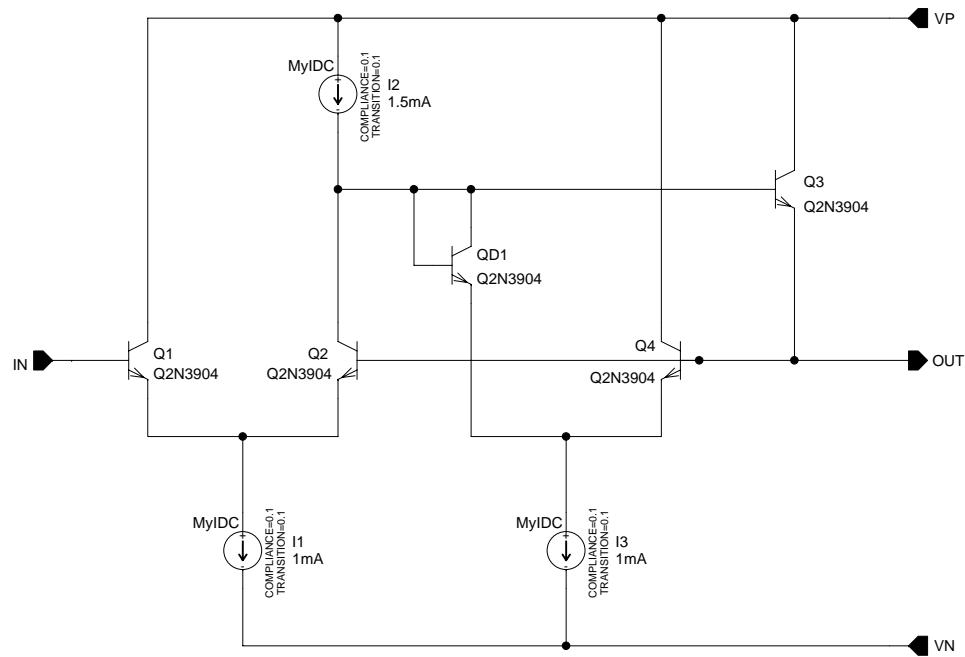 VP
MyIDC
+
-
COMPLIANCE=0.1
TRANSITION=0.1
I2
1.5mA
Q3
Q2N3904
QD1
Q2N3904
IN
Q1
Q2N3904
Q2
Q2N3904
Q4
Q2N3904
OUT
MyIDC
+
-
COMPLIANCE=0.1
TRANSITION=0.1
I1
1mA
MyIDC
+
-
COMPLIANCE=0.1
TRANSITION=0.1
I3
1mA
VN